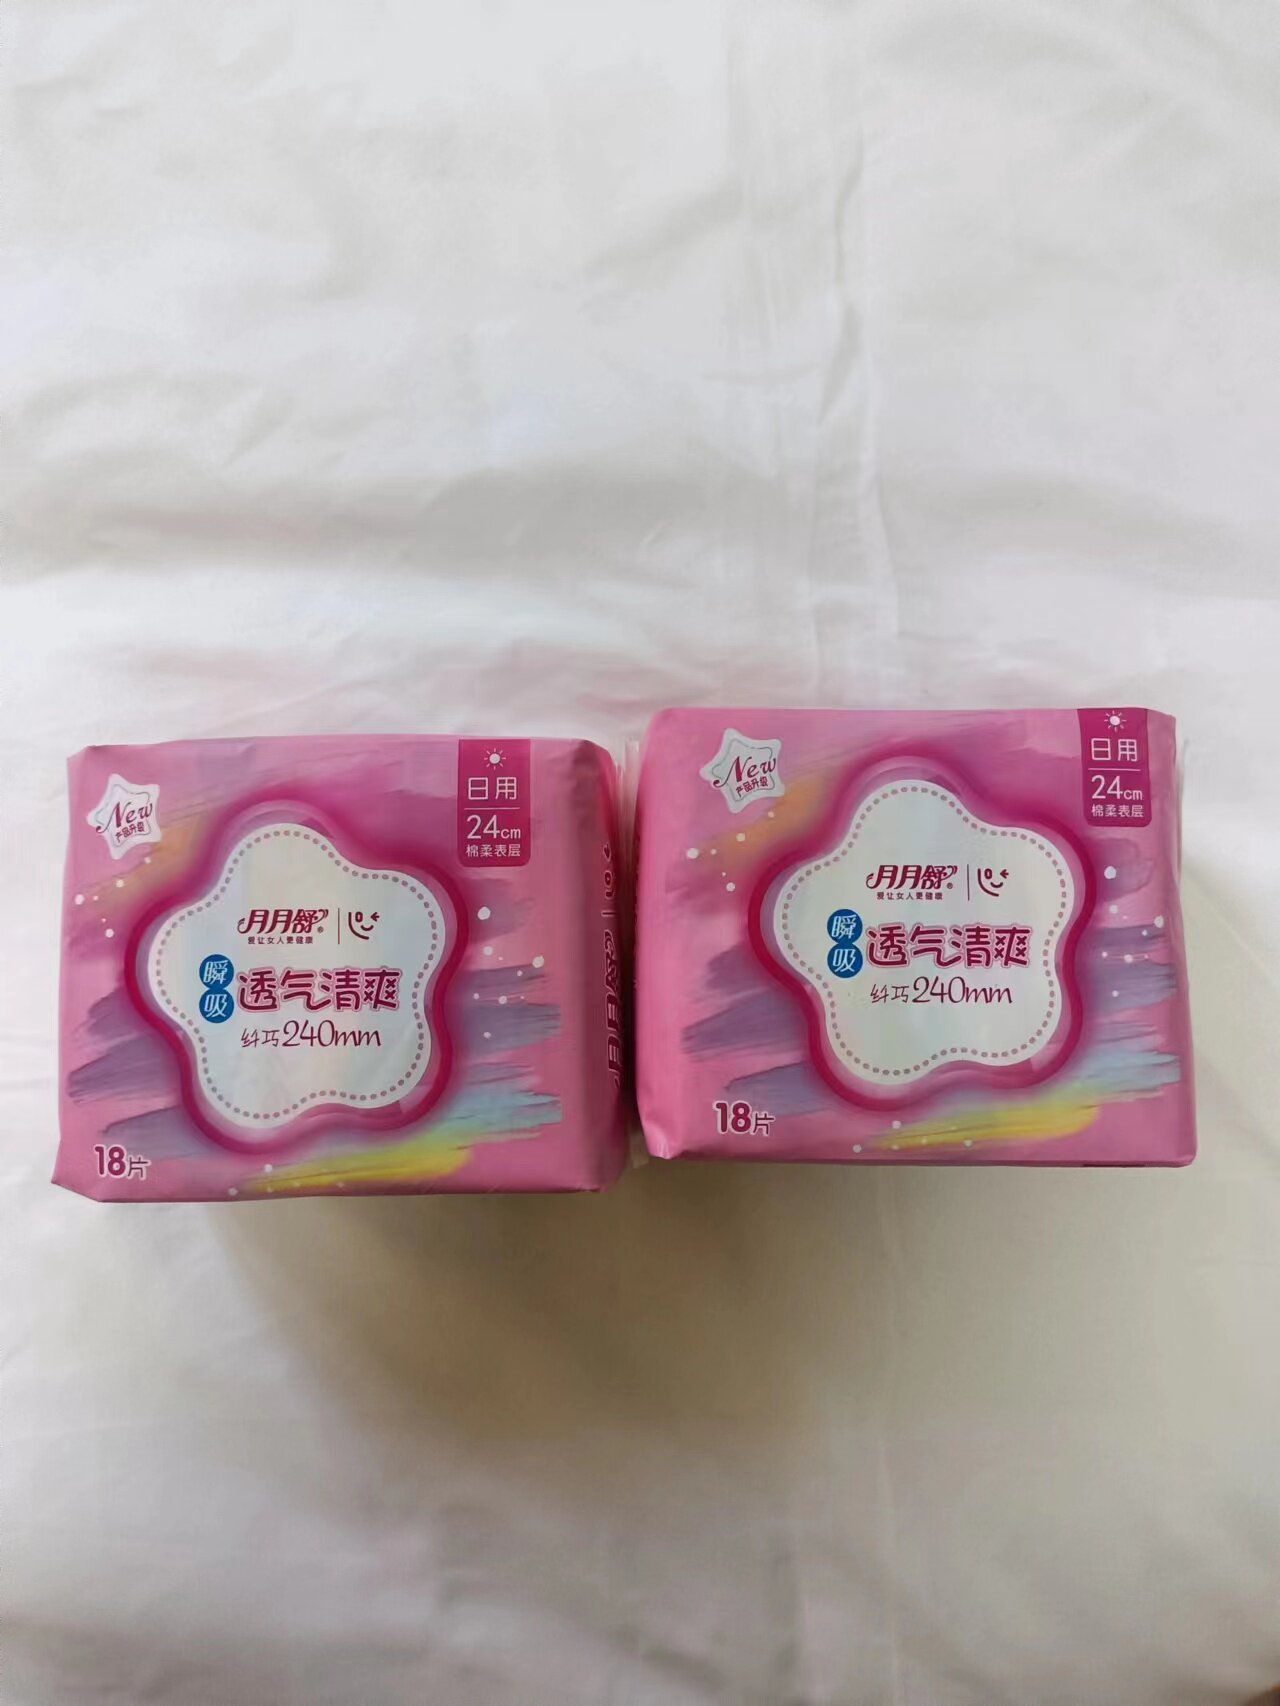 New
产品升级
日用
24cm
棉柔表层
月月舒®
爱让女人更健康
瞬吸
透气清爽
纤巧240mm
18片
New
产品升级
日用
24cm
棉柔表层
月月舒®
爱让女人更健康
瞬吸
透气清爽
纤巧240mm
18片